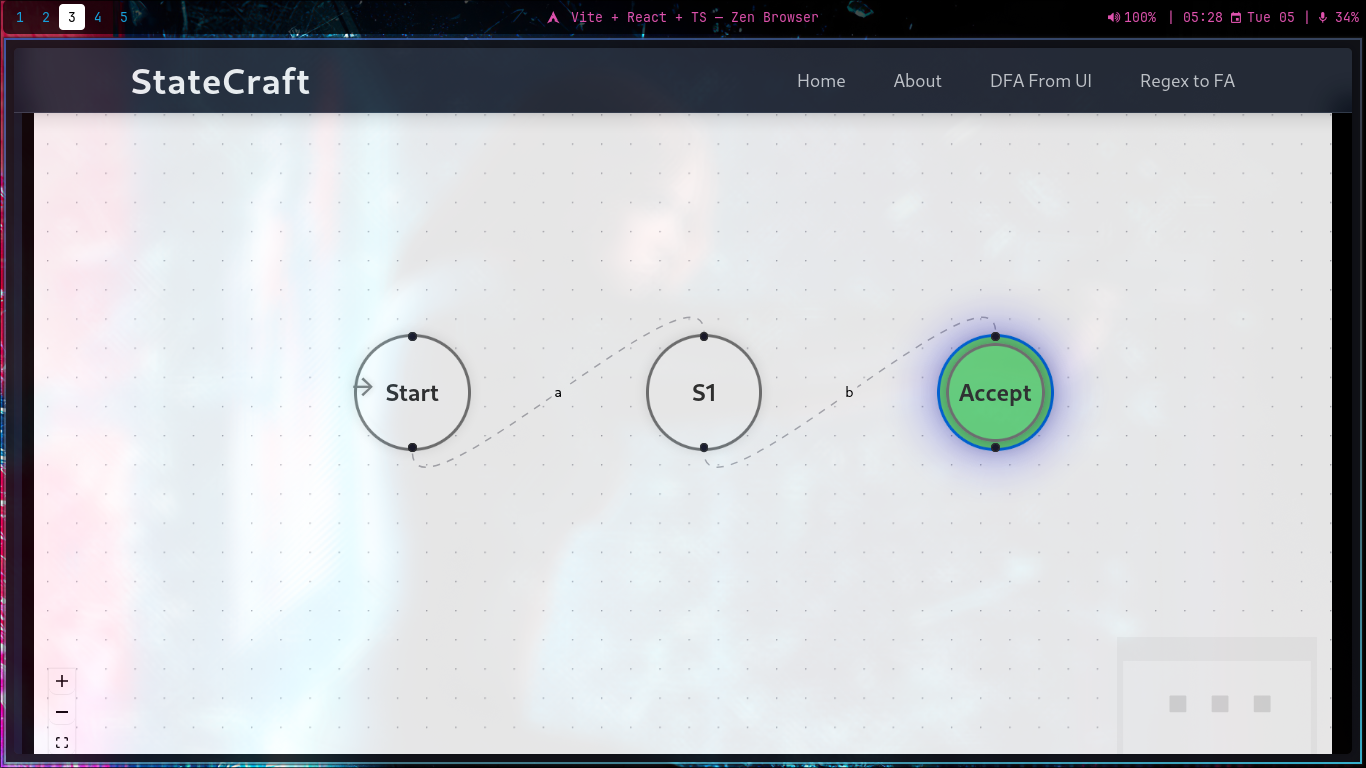 1 2 3 4 5
Vite + React + TS — Zen Browser
100% | 05:28 Tue 05 | 34%
StateCraft
Home About DFA From UI Regex to FA
Start
a
S1
b
Accept